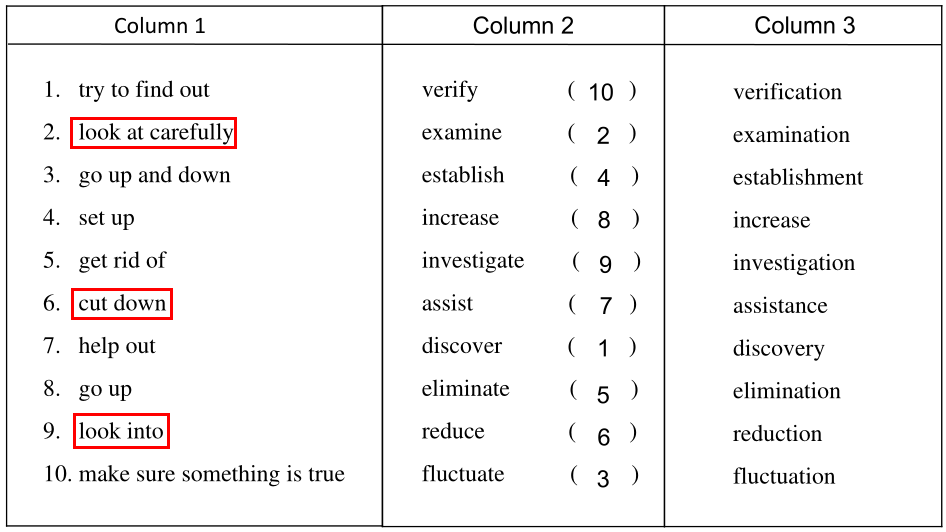 Column 1 Column 2 Column 3
1. try to find out verify ( 10 ) verification
2. look at carefully examine ( 2 ) examination
3. go up and down establish ( 4 ) establishment
4. set up increase ( 8 ) increase
5. get rid of investigate ( 9 ) investigation
6. cut down assist ( 7 ) assistance
7. help out discover ( 1 ) discovery
8. go up eliminate ( 5 ) elimination
9. look into reduce ( 6 ) reduction
10. make sure something is true fluctuate ( 3 ) fluctuation